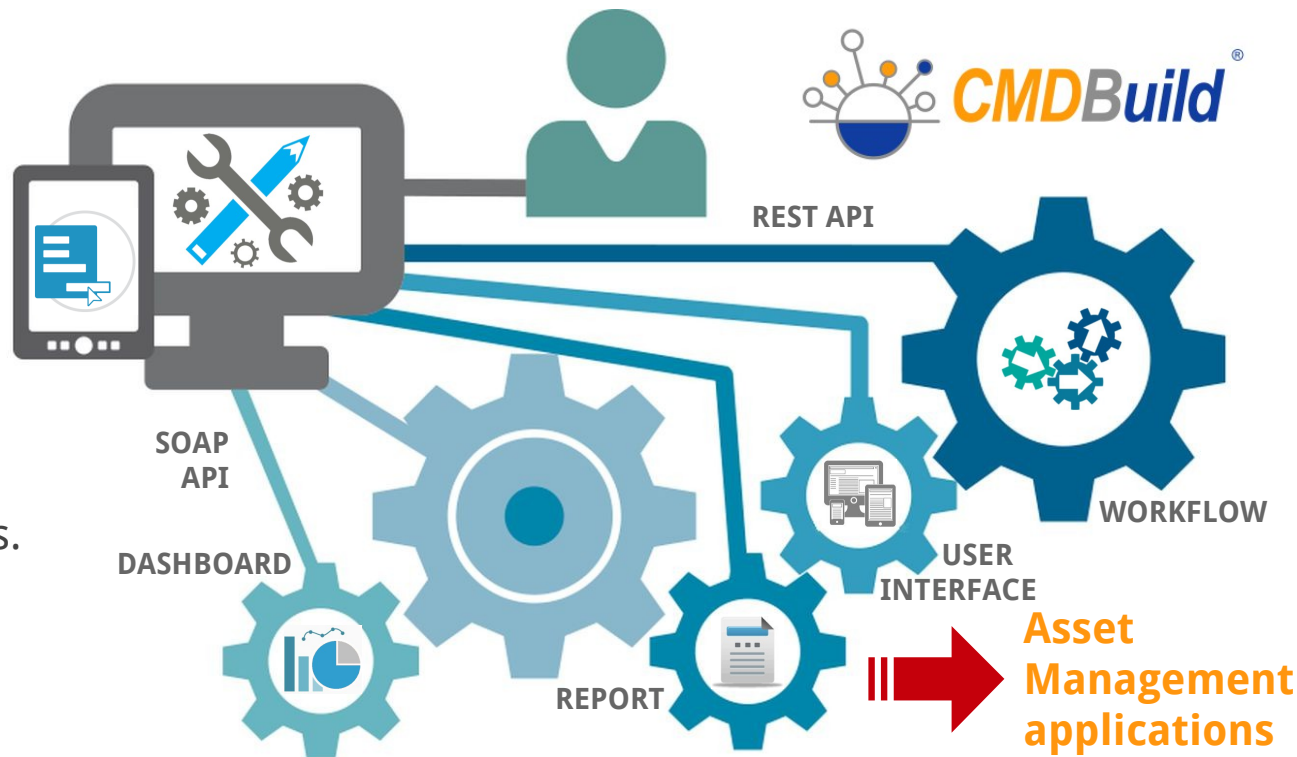 CMDBuild®
REST API
SOAP
API
s.
DASHBOARD
WORKFLOW
USER
INTERFACE
REPORT
Asset
Management
applications